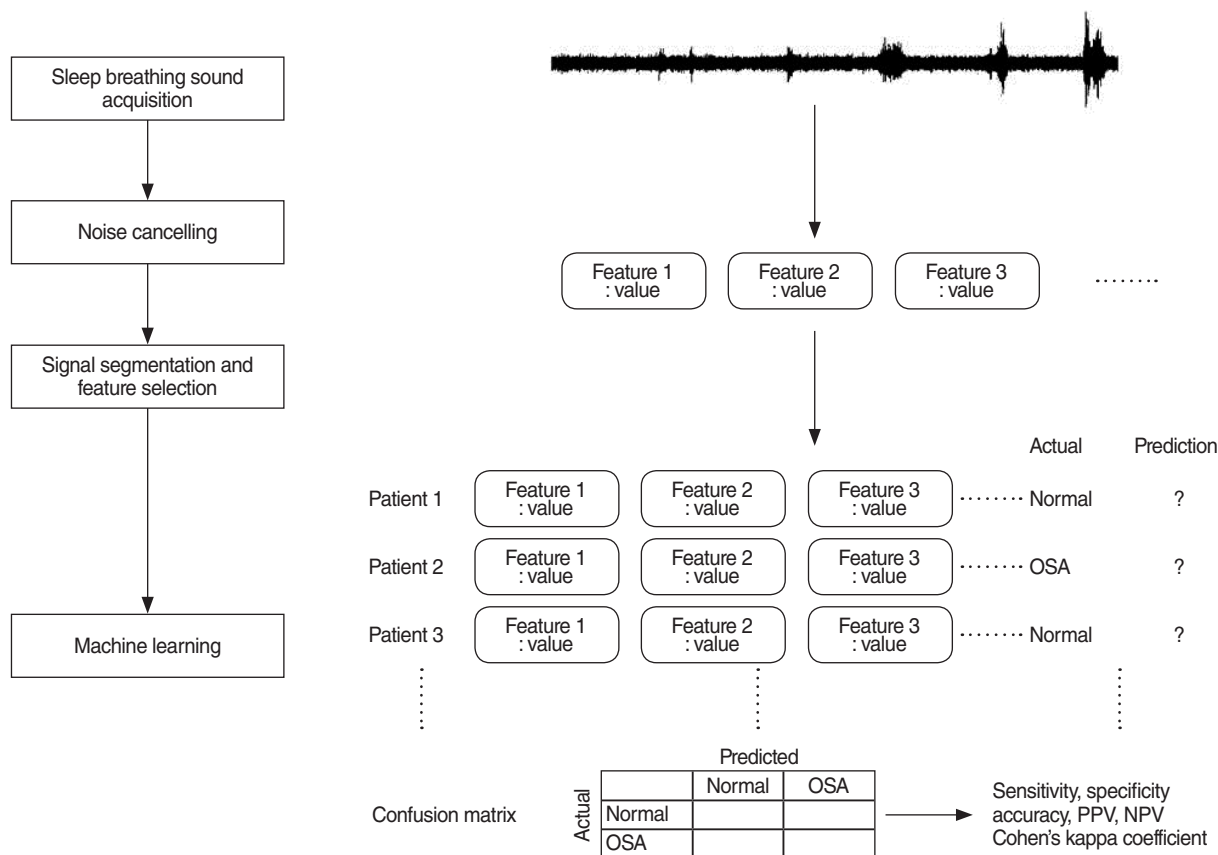 Sleep breathing sound
acquisition
Noise cancelling
Signal segmentation and
feature selection
Machine learning
Feature 1
: value
Feature 2
: value
Feature 3
: value
Actual
Prediction
Patient 1
Feature 1
: value
Feature 2
: value
Feature 3
: value
Normal
?
Patient 2
Feature 1
: value
Feature 2
: value
Feature 3
: value
OSA
?
Patient 3
Feature 1
: value
Feature 2
: value
Feature 3
: value
Normal
?
Confusion matrix
Predicted
Actual
Normal
OSA
Normal
OSA
Sensitivity, specificity
accuracy, PPV, NPV
Cohen's kappa coefficient